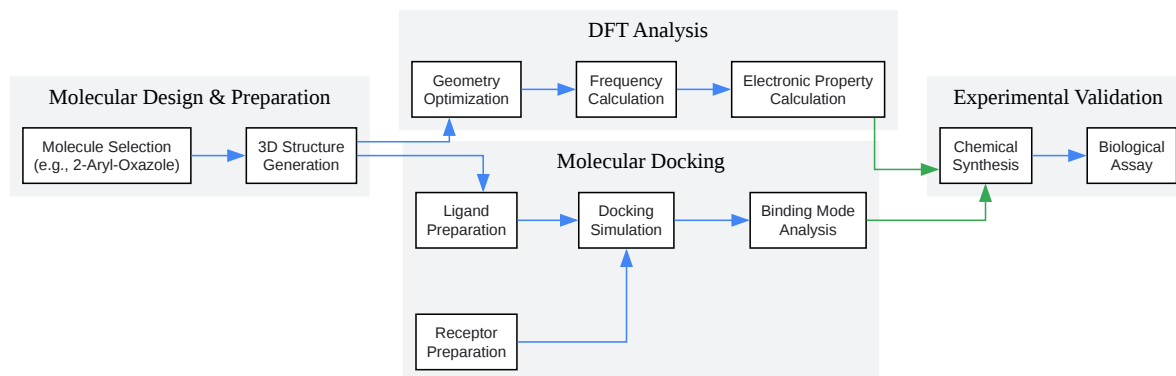 Molecular Design & Preparation
Molecule Selection
(e.g., 2-Aryl-Oxazole)
3D Structure
Generation
DFT Analysis
Geometry
Optimization
Frequency
Calculation
Electronic Property
Calculation
Molecular Docking
Ligand
Preparation
Docking
Simulation
Binding Mode
Analysis
Receptor
Preparation
Experimental Validation
Chemical
Synthesis
Biological
Assay